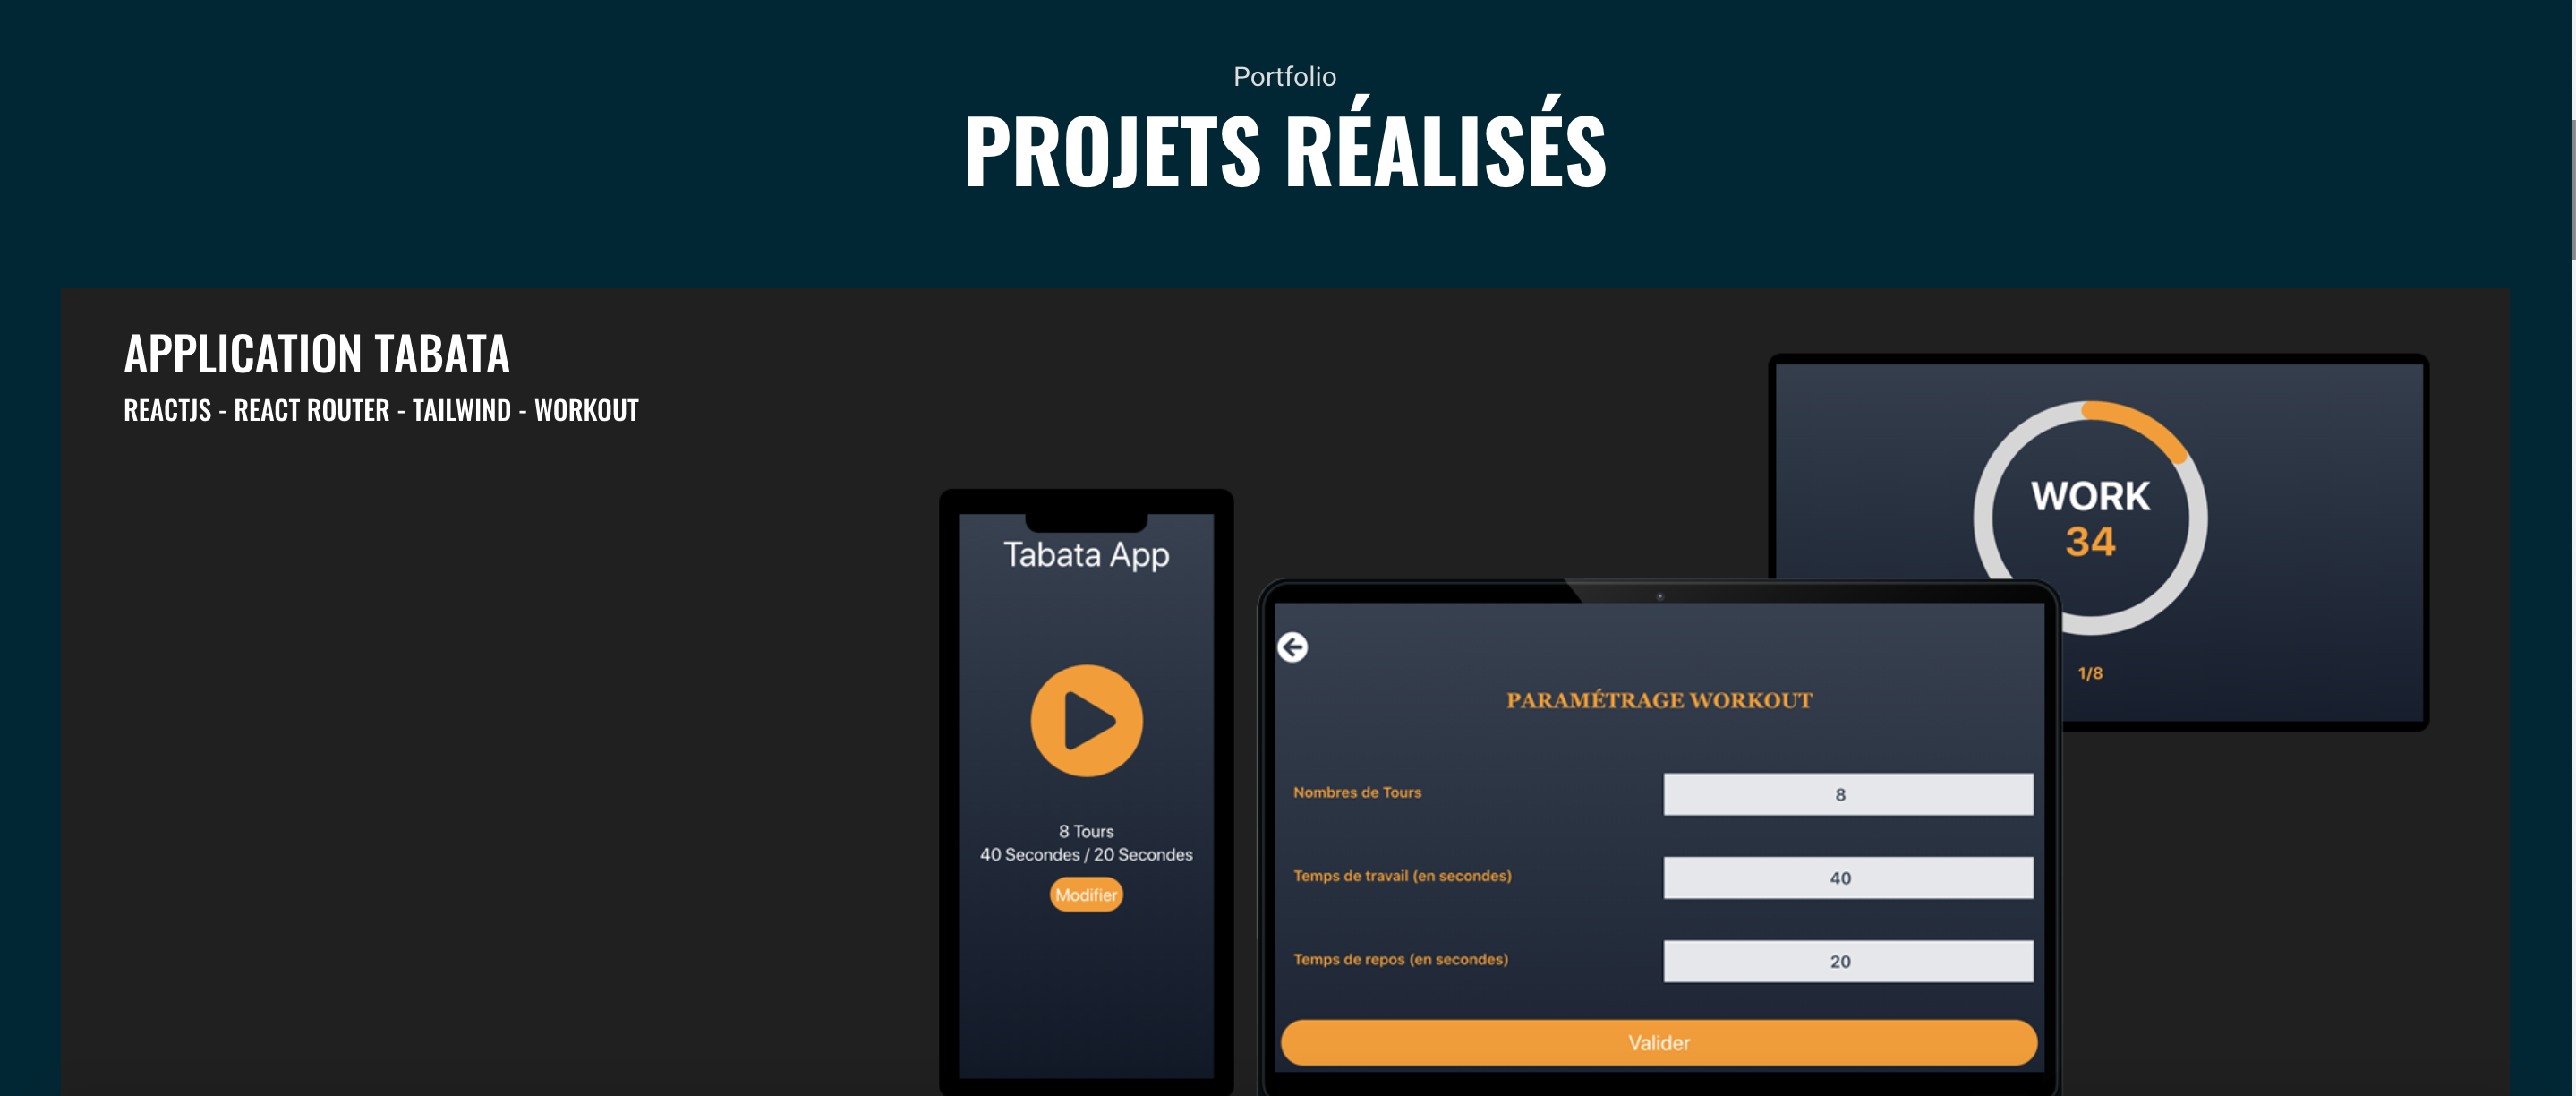 Portfolio
PROJETS RÉALISÉS
APPLICATION TABATA
REACTJS - REACT ROUTER - TAILWIND - WORKOUT
Tabata App
8 Tours
40 Secondes / 20 Secondes
Modifier
PARAMÉTRAGE WORKOUT
Nombres de Tours
8
Temps de travail (en secondes)
40
Temps de repos (en secondes)
20
Valider
WORK
34
1/8